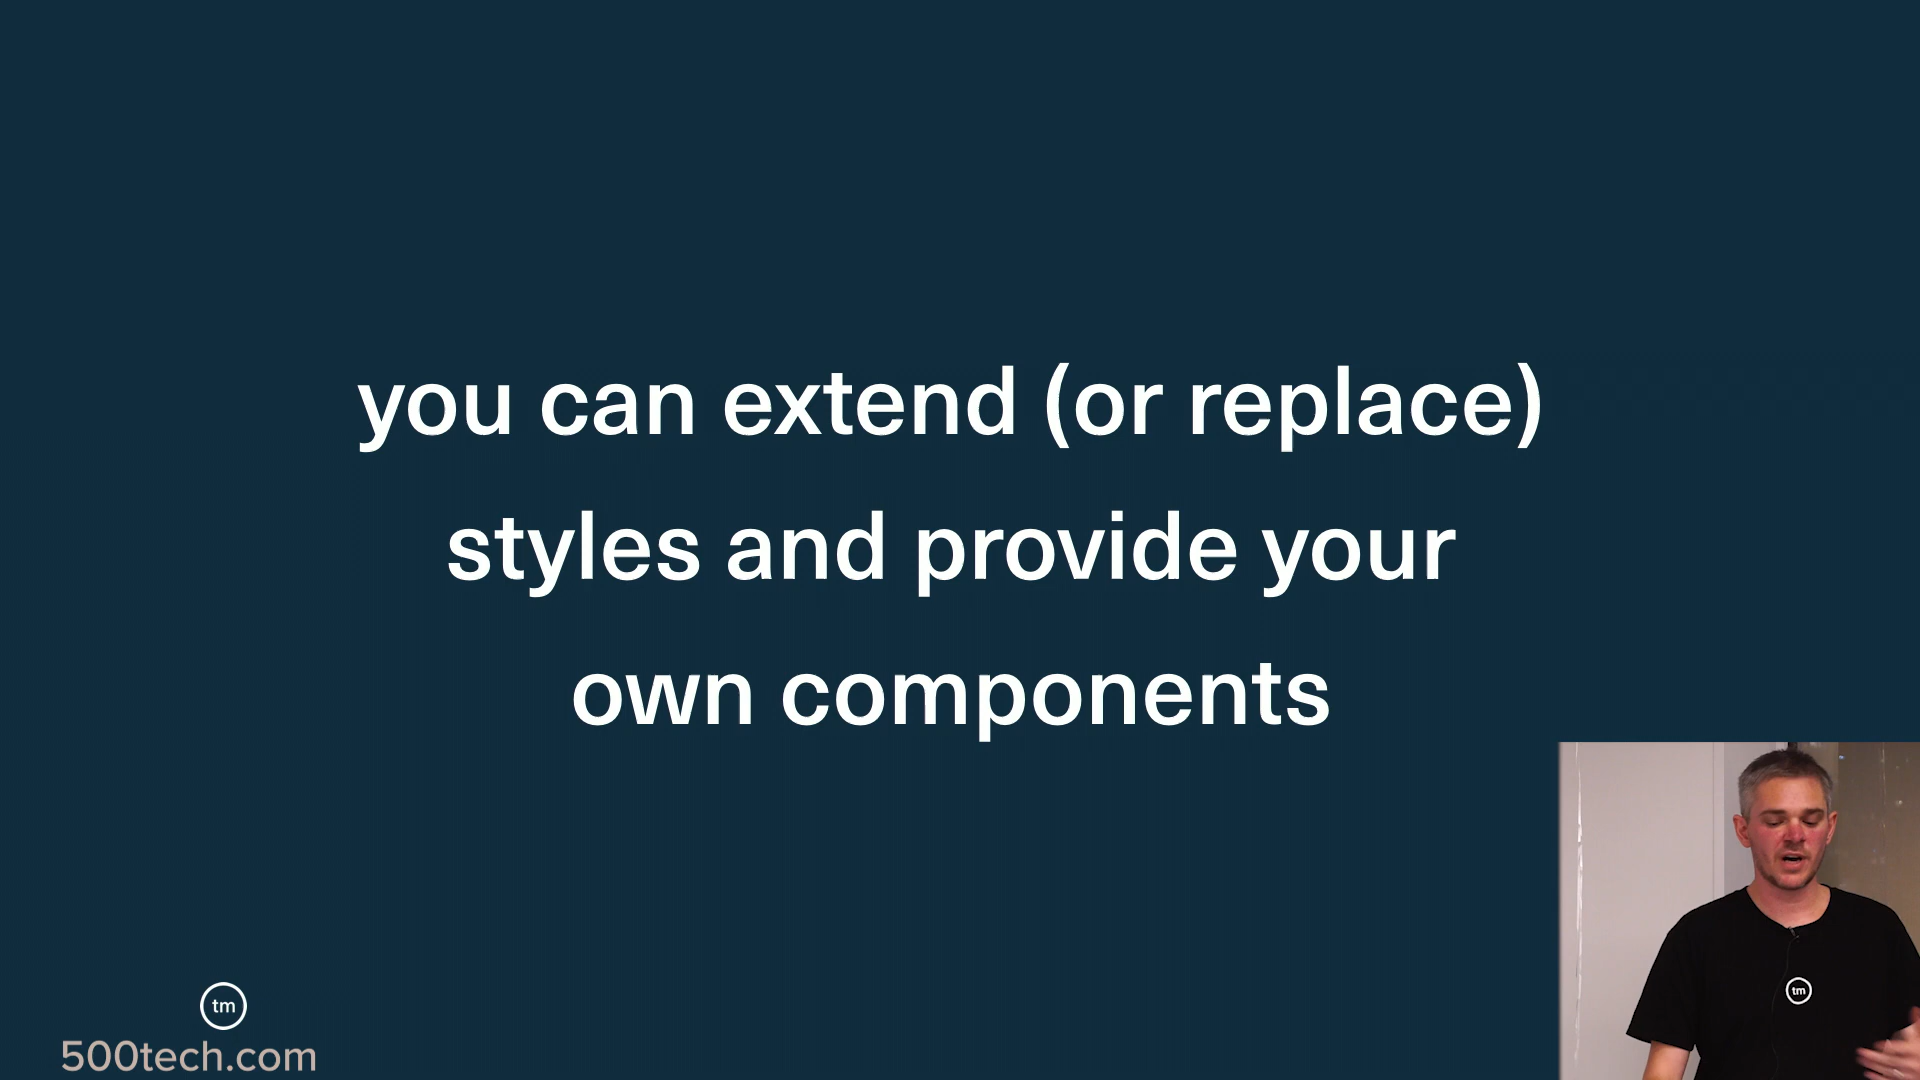 you can extend (or replace)
styles and provide your
own components
tm
500tech.com
tm